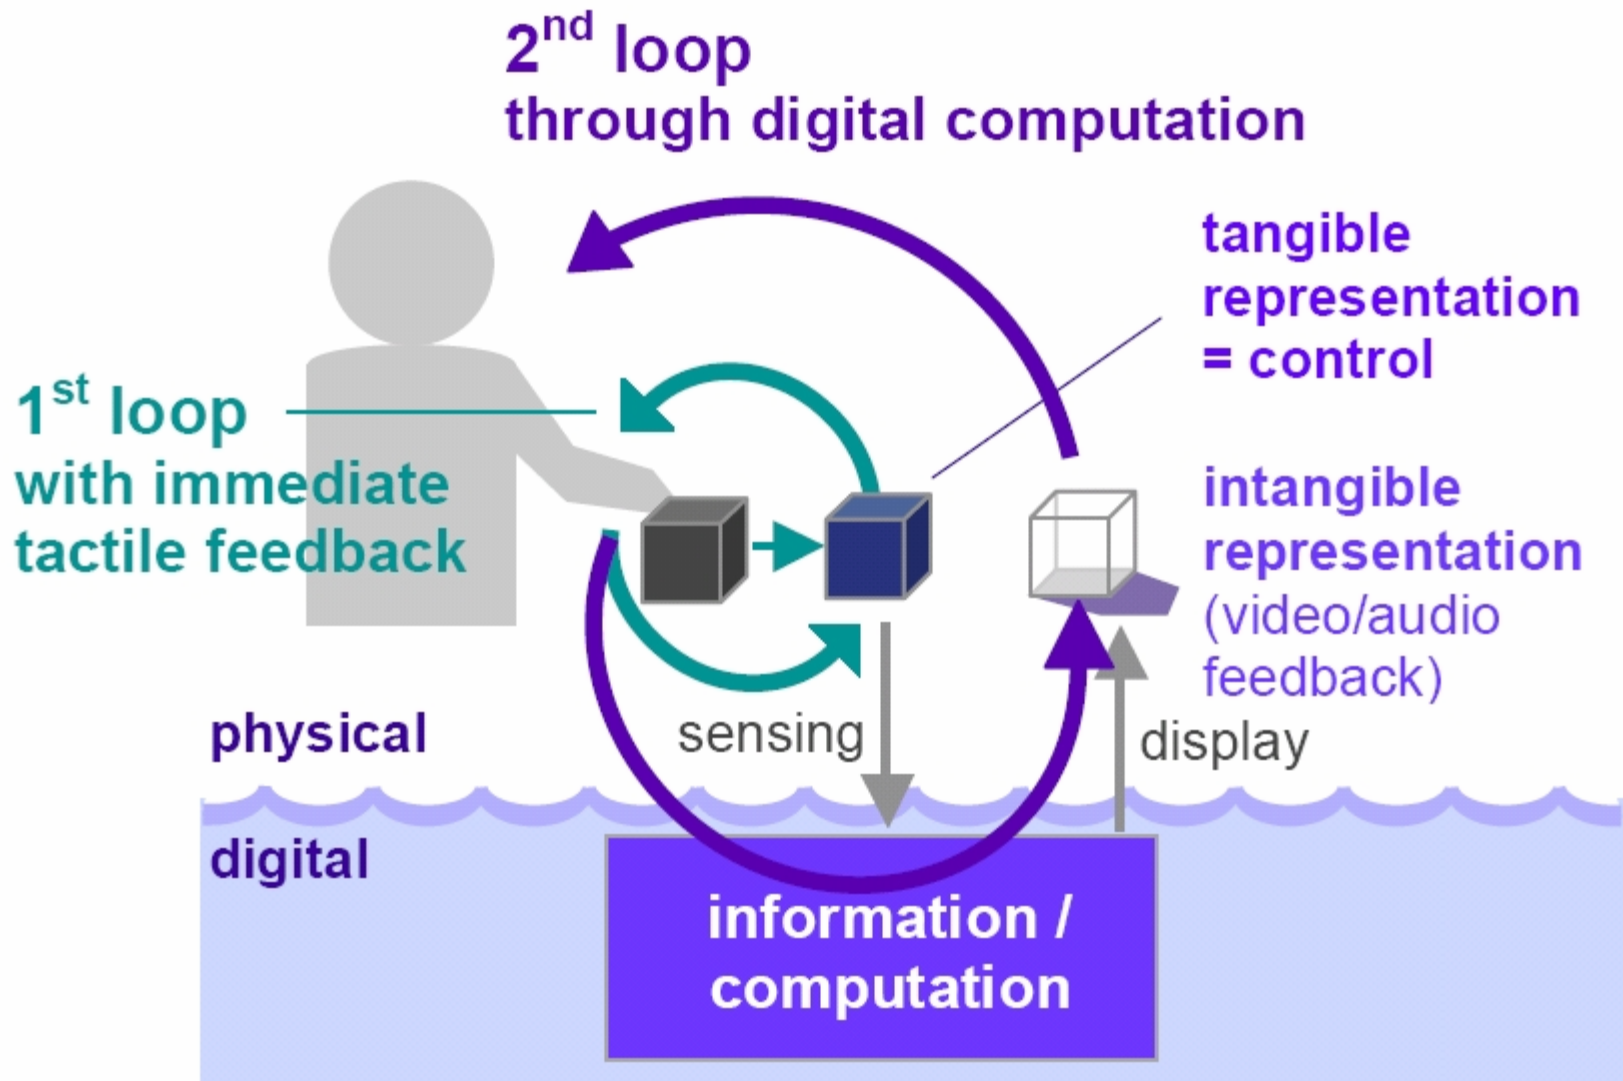 2nd loop
through digital computation
tangible
representation
= control
1st loop
with immediate
tactile feedback
intangible
representation
(video/audio
feedback)
physical
sensing
display
digital
information /
computation